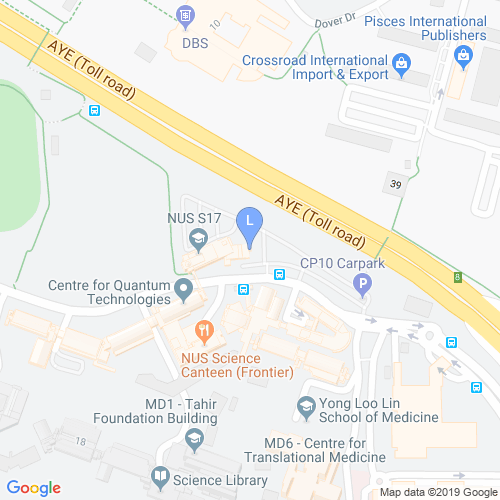 Dover Dr
10
10
DBS
AYE (Toll road)
Pisces International
Publishers
Crossroad International
Import & Export
39
AYE (Toll road)
NUS S17
L
CP10 Carpark
P
8
Centre for Quantum
Technologies
NUS Science
Canteen (Frontier)
MD1 - Tahir
Foundation Building
Yong Loo Lin
School of Medicine
18
MD6 - Centre for
Translational Medicine
Science Library
Google
Map data ©2019 Google